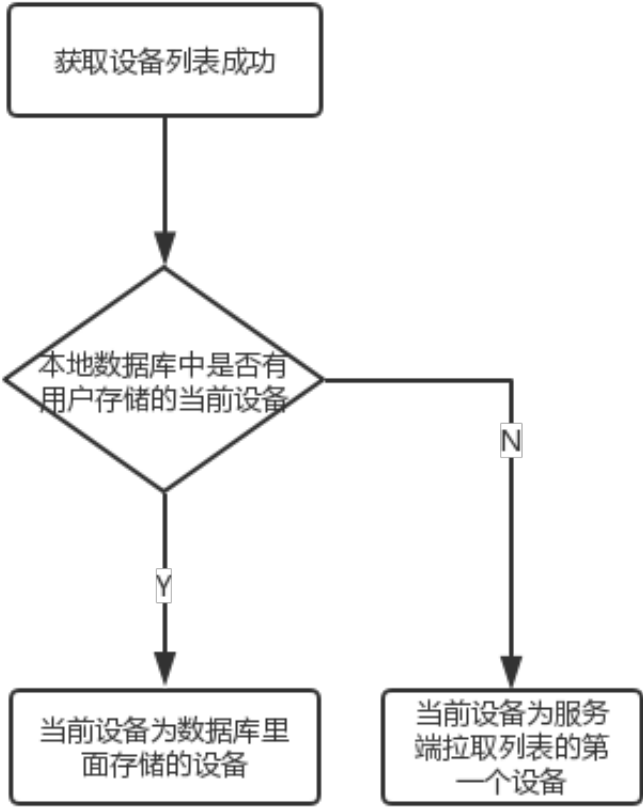 获取设备列表成功
本地数据库中是否有
用户存储的当前设备
N
Y
当前设备为数据库里
面存储的设备
当前设备为服务
端拉取列表的第
一个设备